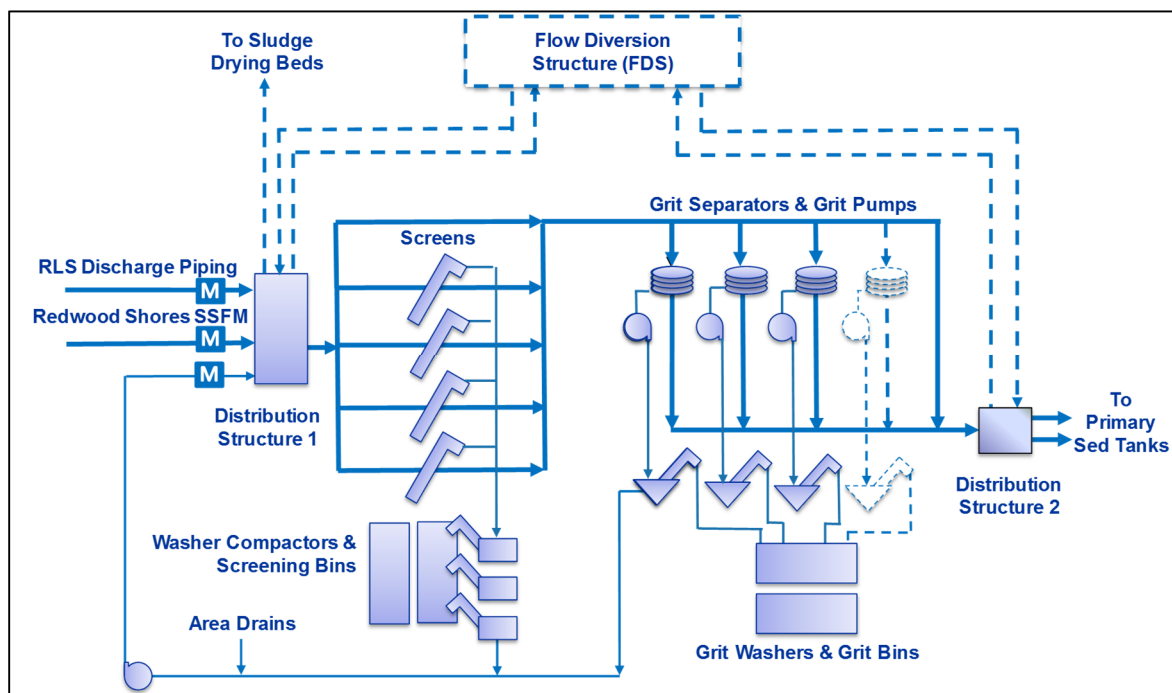 To Sludge
Drying Beds
Flow Diversion
Structure (FDS)
Grit Separators & Grit Pumps
Screens
RLS Discharge Piping
M
Redwood Shores SSFM
M
M
Distribution
Structure 1
To
Primary
Sed Tanks
Distribution
Structure 2
Washer Compactors &
Screening Bins
Area Drains
Grit Washers & Grit Bins